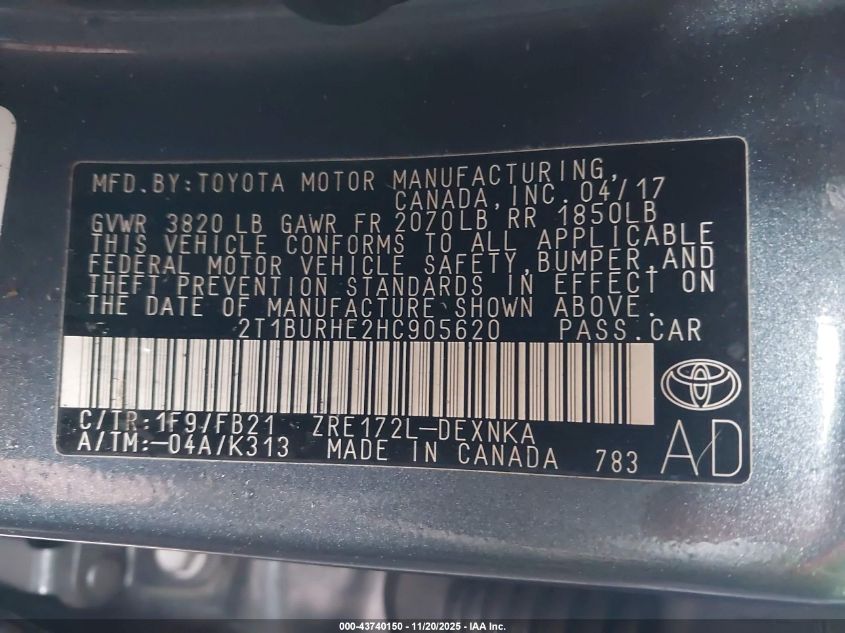 MFD.BY:TOYOTA MOTOR MANUFACTURING,
CANADA,INC. 04/17
GVWR 3820 LB GAWR FR 2070LB RR 1850LB
THIS VEHICLE CONFORMS TO ALL APPLICABLE
FEDERAL MOTOR VEHICLE SAFETY,BUMPER,AND
THEFT PREVENTION STANDARDS IN EFFECT ON
THE DATE OF MANUFACTURE SHOWN ABOVE.
2T1BURHE2HC905620 PASS.CAR
C/TR:1F9/FB21 ZRE172L-DEXNKA
A/TM:-04A/K313 MADE IN CANADA 783 AD
000-43740150 - 11/20/2025 - IAA Inc.